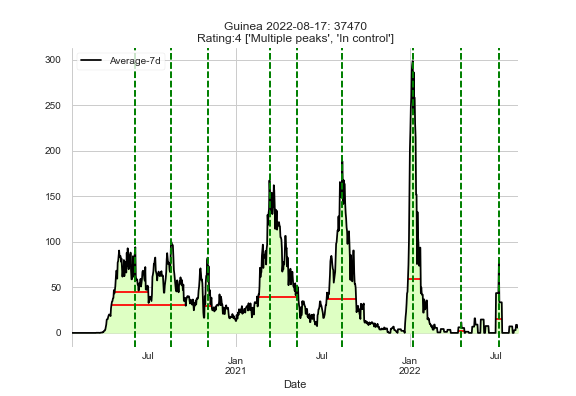 Guinea 2022-08-17: 37470
Rating:4 ['Multiple peaks', 'In control']
Average-7d
300
250
200
150
100
50
0
Jul
Jan
2021
Jul
Jan
2022
Jul
Date